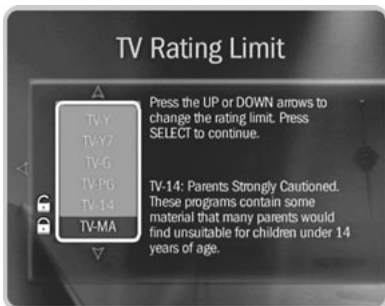 TV Rating Limit
TV-Y
TV-Y7
TV-G
TV-PG
TV-14
TV-MA
Press the UP or DOWN arrows to
change the rating limit. Press
SELECT to continue.
TV-14: Parents Strongly Cautioned.
These programs contain some
material that many parents would
find unsuitable for children under 14
years of age.